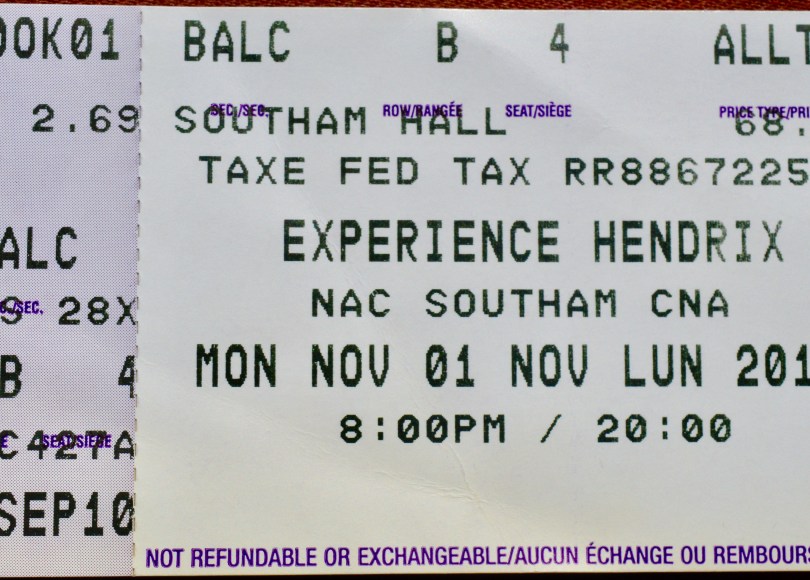 OOK01
2.69
ALC
C./SEC. 28X
B 4
SEAT/SIÈGE
C427A
SEP10
BALC B 4 ALLT
SEC./SEC. ROW/RANGÉE SEAT/SIÈGE PRICE TYPE/PRI
SOUTHAM HALL 68.
TAXE FED TAX RR8867225
EXPERIENCE HENDRIX
NAC SOUTHAM CNA
MON NOV 01 NOV LUN 201
8:00PM / 20:00
NOT REFUNDABLE OR EXCHANGEABLE/AUCUN ÉCHANGE OU REMBOURS